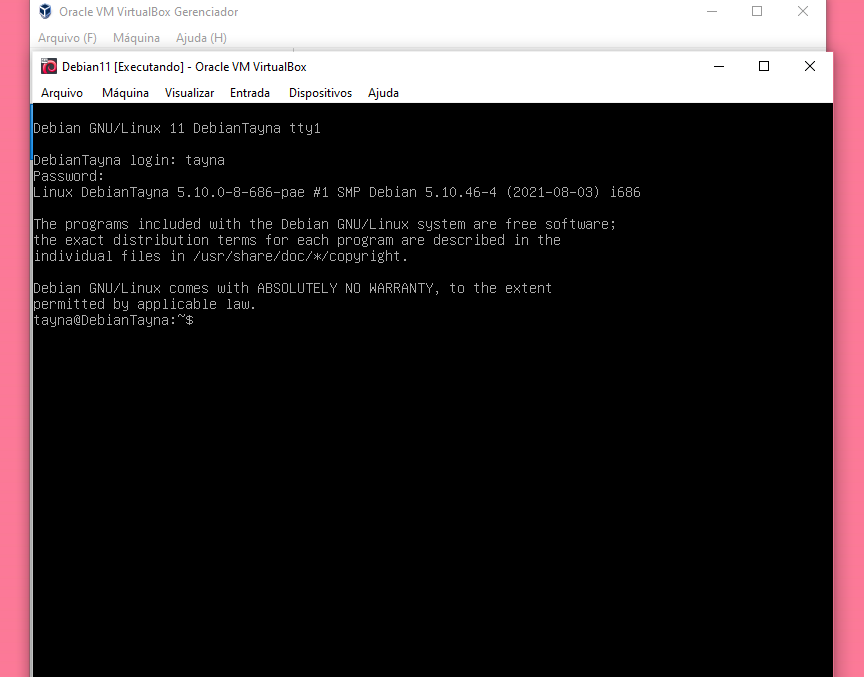 Oracle VM VirtualBox Gerenciador
Arquivo (F) Máquina Ajuda (H)
Debian11 [Executando] - Oracle VM VirtualBox
Arquivo Máquina Visualizar Entrada Dispositivos Ajuda
Debian GNU/Linux 11 DebianTayna tty1
DebianTayna login: tayna
Password:
Linux DebianTayna 5.10.0-8-686-pae #1 SMP Debian 5.10.46-4 (2021-08-03) i686
The programs included with the Debian GNU/Linux system are free software;
the exact distribution terms for each program are described in the
individual files in /usr/share/doc/*/copyright.
Debian GNU/Linux comes with ABSOLUTELY NO WARRANTY, to the extent
permitted by applicable law.
tayna@DebianTayna:~$